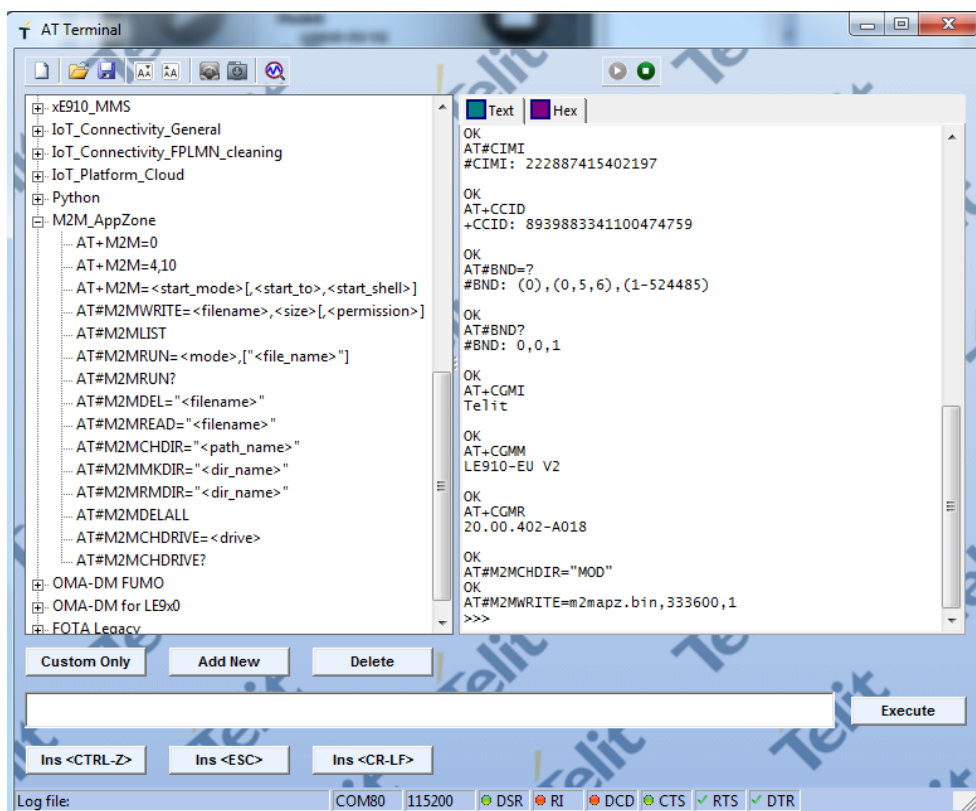 AT Terminal
xE910_MMS
IoT_Connectivity_General
IoT_Connectivity_FPLMN_cleaning
IoT_Platform_Cloud
Python
M2M_AppZone
AT+M2M=0
AT+M2M=4,10
AT+M2M=<start_mode>[,<start_to>,<start_shell>]
AT#M2MWRITE=<filename>,<size>[,<permission>]
AT#M2MLIST
AT#M2MRUN=<mode>,["<file_name>"]
AT#M2MRUN?
AT#M2MDEL="<filename>"
AT#M2MREAD="<filename>"
AT#M2MCHDIR="<path_name>"
AT#M2MMKDIR="<dir_name>"
AT#M2MRMDIR="<dir_name>"
AT#M2MDELALL
AT#M2MCHDRIVE=<drive>
AT#M2MCHDRIVE?
OMA-DM FUMO
OMA-DM for LE9x0
FOTA Legacy
Text Hex
OK
AT#CIMI
#CIMI: 222887415402197
OK
AT+CCID
+CCID: 8939883341100474759
OK
AT#BND=?
#BND: (0),(0,5,6),(1-524485)
OK
AT#BND?
#BND: 0,0,1
OK
AT+CGMI
Telit
OK
AT+CGMM
LE910-EU V2
OK
AT+CGMR
20.00.402-A018
OK
AT#M2MCHDIR="MOD"
OK
AT#M2MWRITE=m2mapz.bin,333600,1
>>>
Custom Only Add New Delete
Execute
Ins <CTRL-Z> Ins <ESC> Ins <CR-LF>
Log file: COM80 115200 DSR RI DCD CTS RTS DTR
Telit